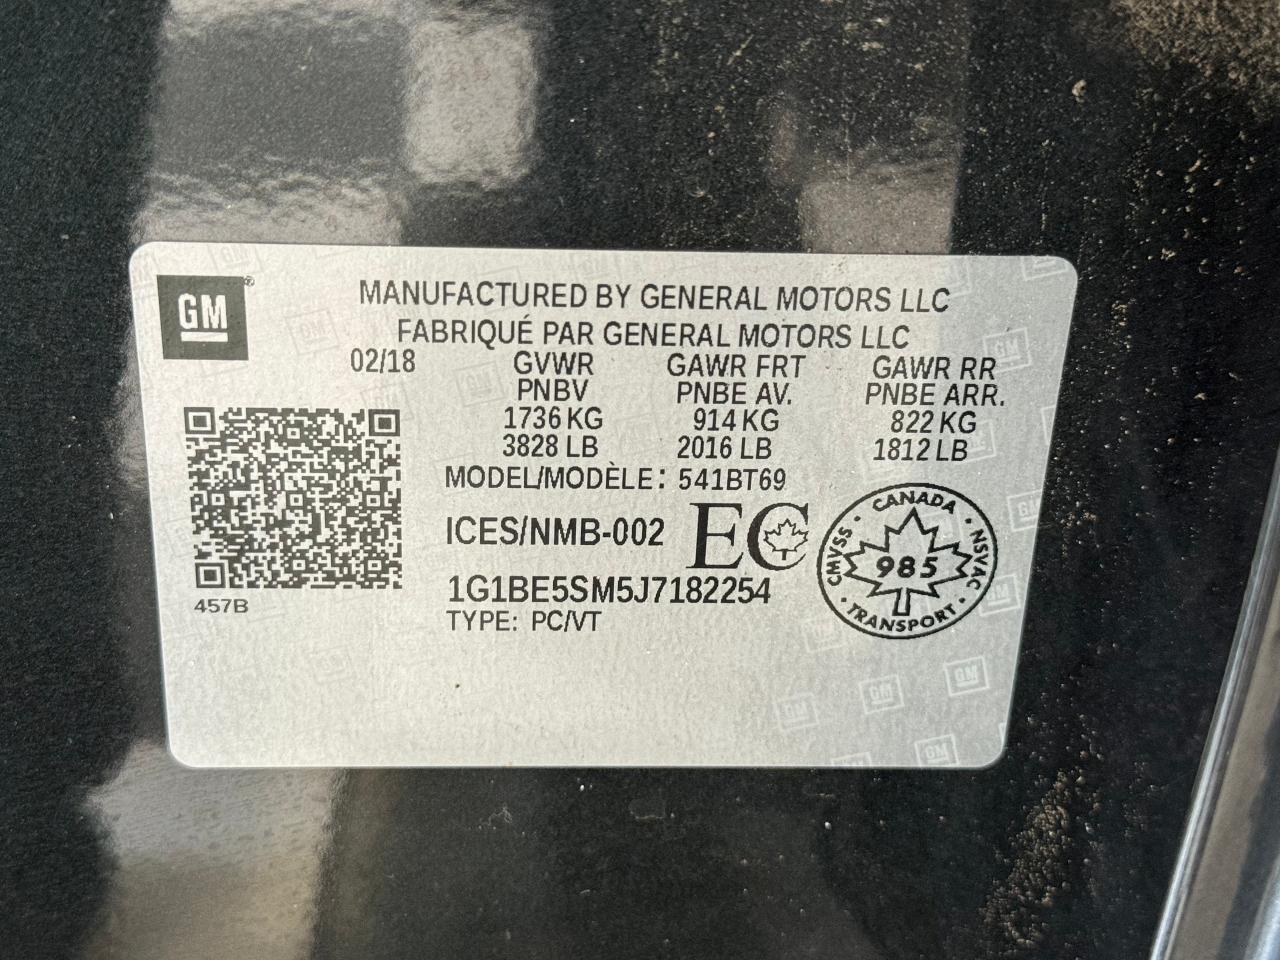 GM®
MANUFACTURED BY GENERAL MOTORS LLC
FABRIQUÉ PAR GENERAL MOTORS LLC
02/18 GVWR GAWR FRT GAWR RR
PNBV PNBE AV. PNBE ARR.
1736 KG 914 KG 822 KG
3828 LB 2016 LB 1812 LB
MODEL/MODÈLE: 541BT69
ICES/NMB-002 EC
1G1BE5SM5J7182254
TYPE: PC/VT
457B
CANADA
CMVSS · NSVAC
985
TRANSPORT